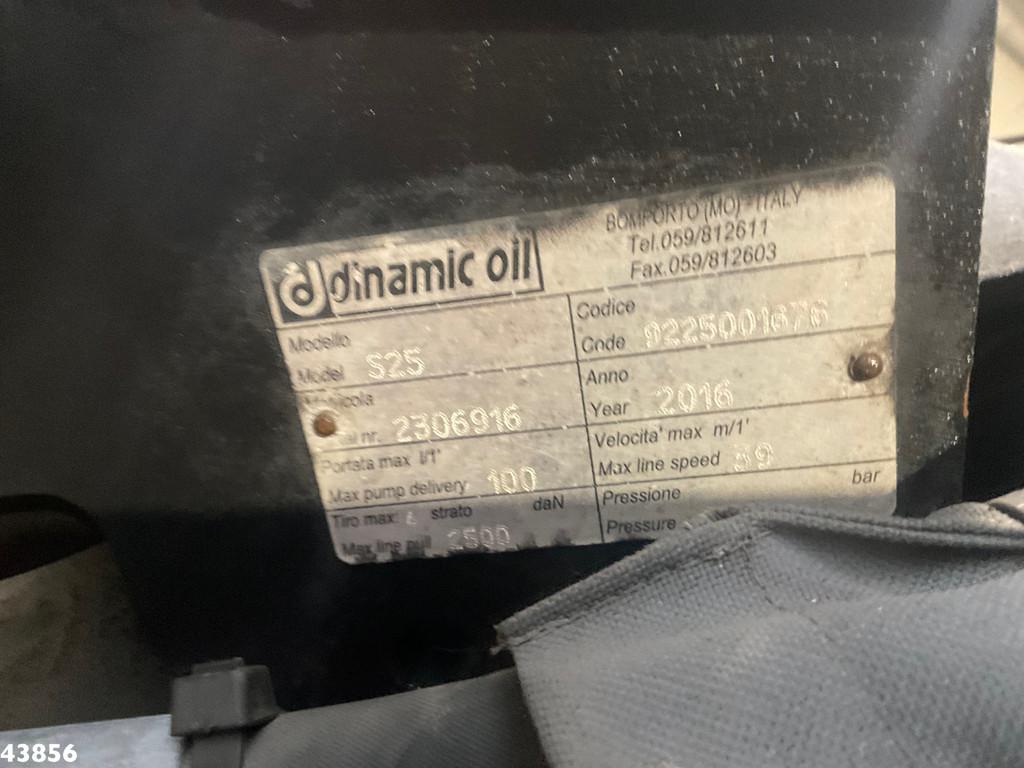 dinamic oil
BOMPORTO (MO) - ITALY
Tel.059/812611
Fax.059/812603
Modello
Model S25
Codice
Code 9225001676
nr. 2306916
Anno
Year 2016
Portata max l/1'
Max pump delivery 100
Velocita' max m/1'
Max line speed 59
Tiro max: strato daN
Max line pull 2500
Pressione bar
Pressure
43856